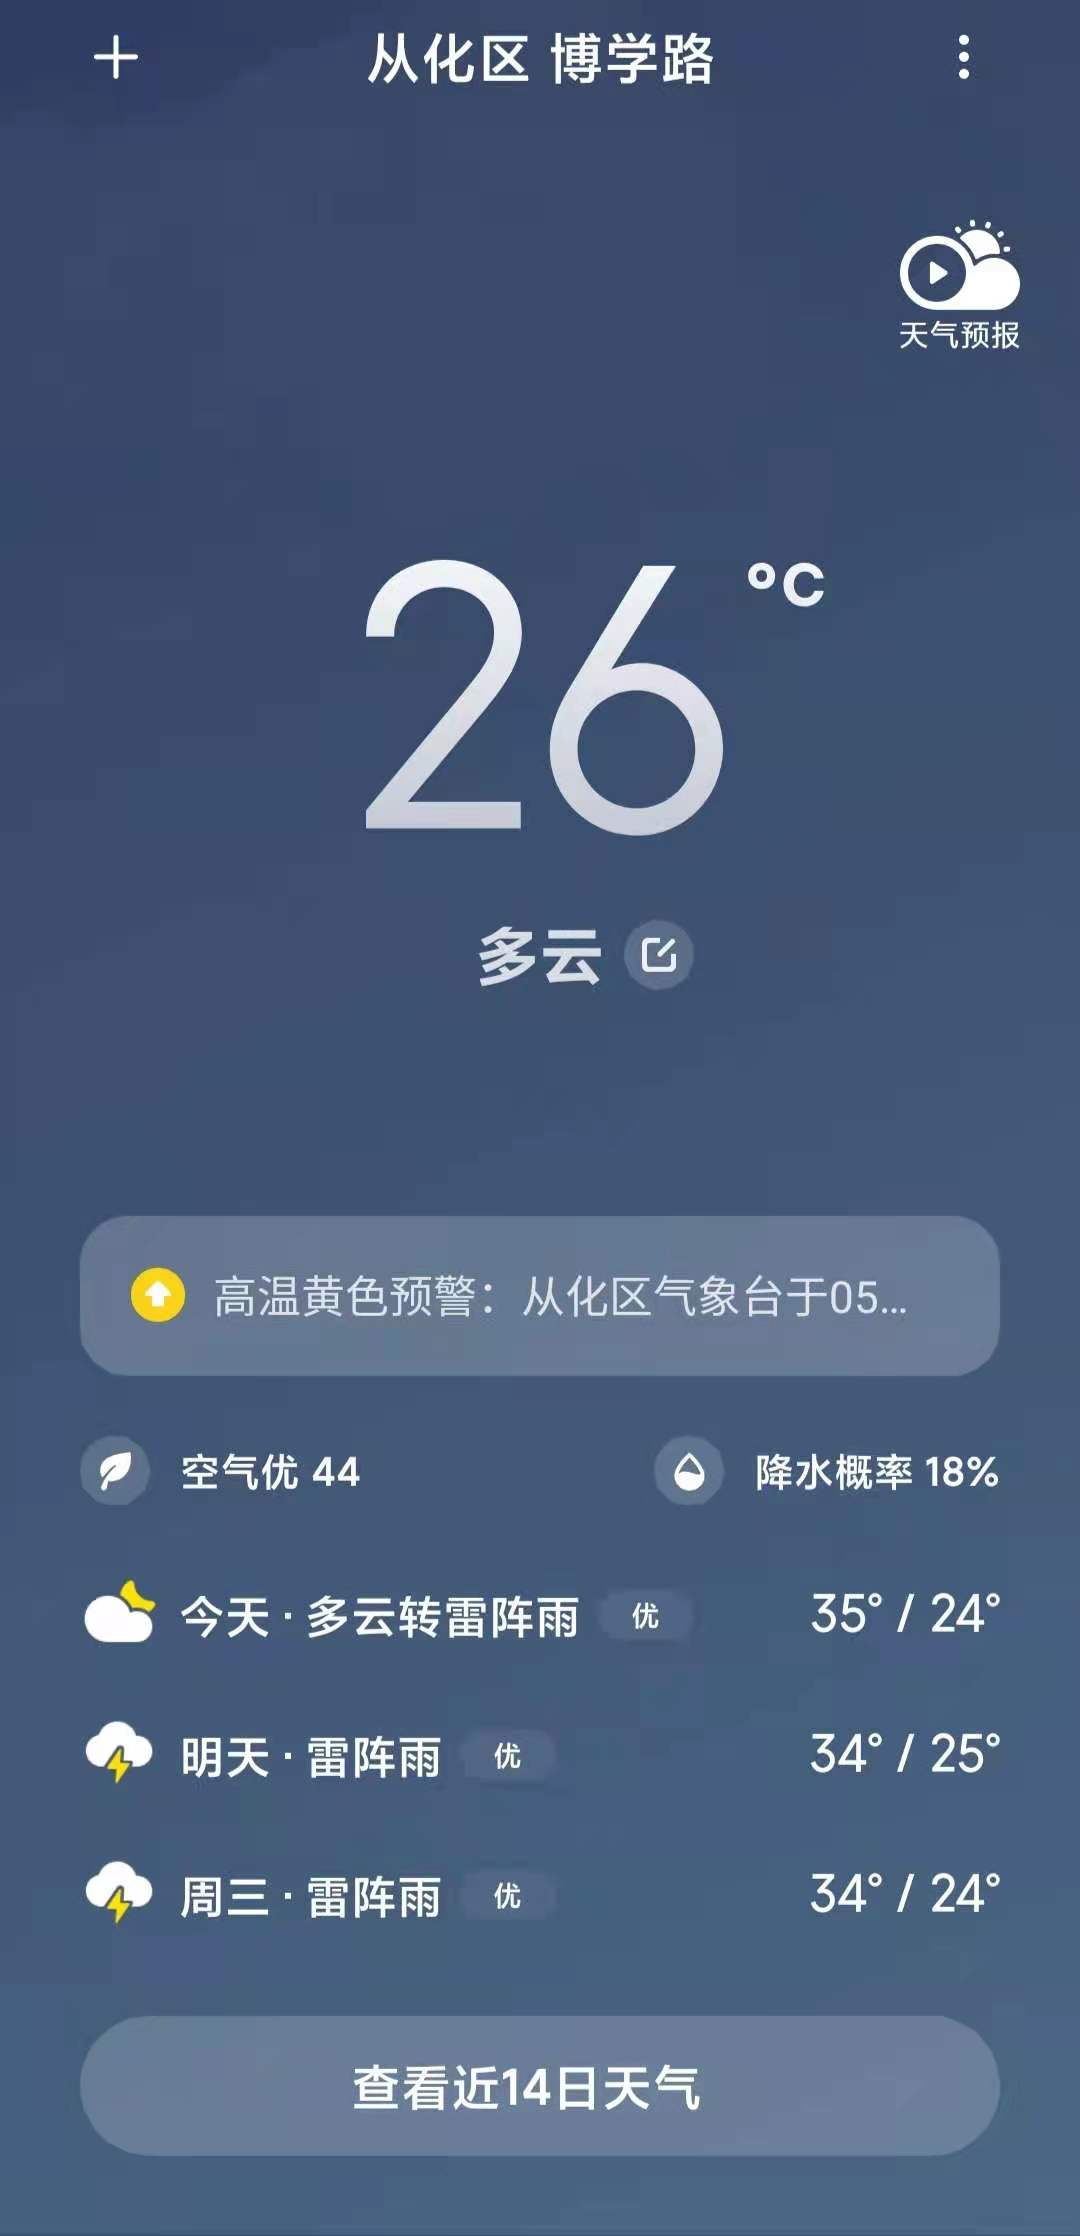 从化区 博学路
天气预报
26 °C
多云
高温黄色预警：从化区气象台于05...
空气优 44 降水概率 18%
今天 · 多云转雷阵雨 优 35° / 24°
明天 · 雷阵雨 优 34° / 25°
周三 · 雷阵雨 优 34° / 24°
查看近14日天气